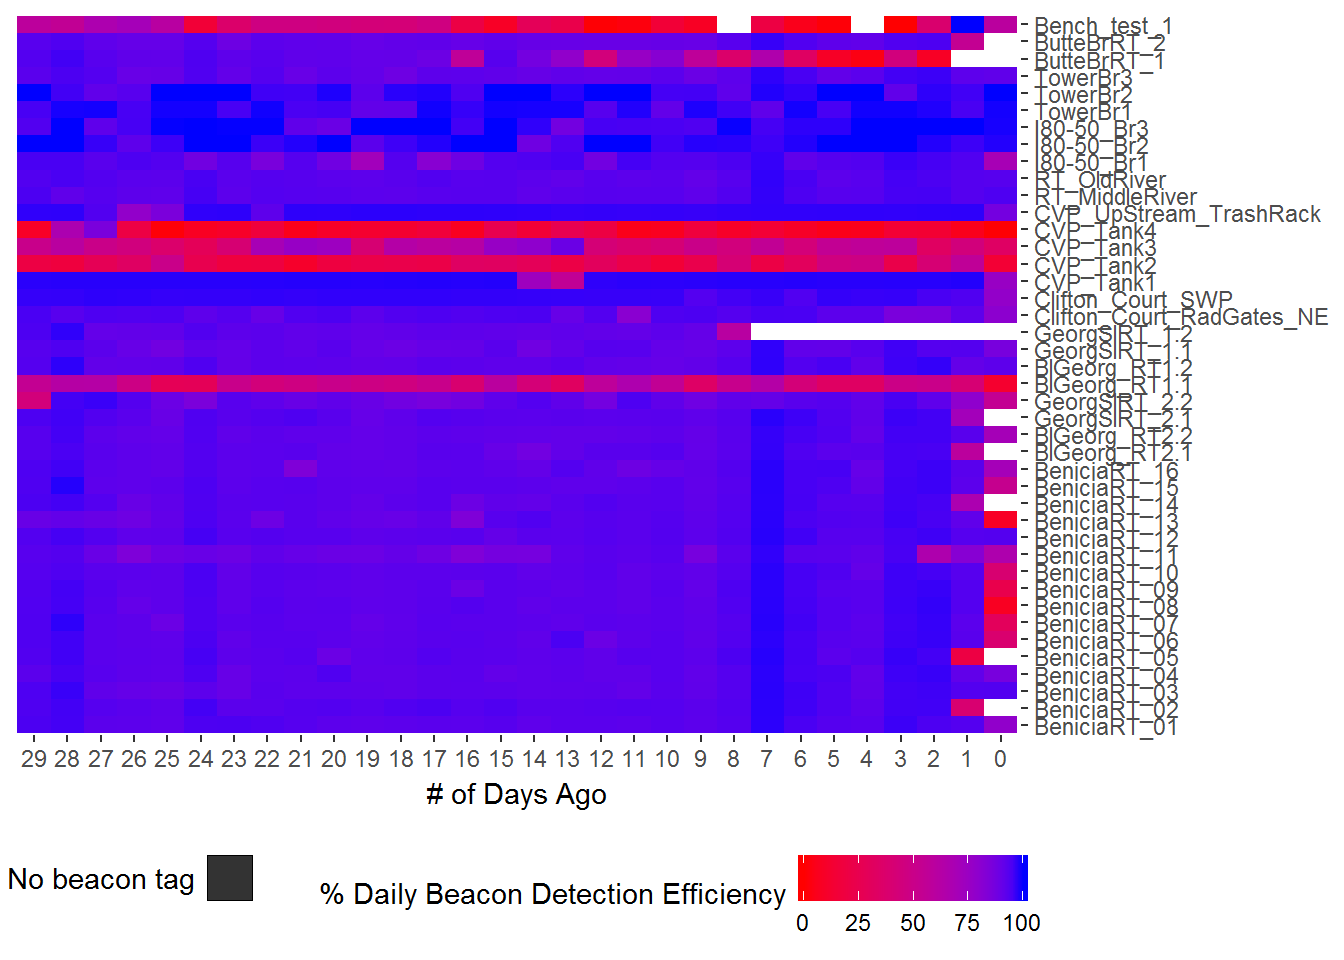 Bench_test_1
ButteBrRT_2
ButteBrRT_1
TowerBr3
TowerBr2
TowerBr1
I80-50_Br3
I80-50_Br2
I80-50_Br1
RT_OldRiver
RT_MiddleRiver
CVP_UpStream_TrashRack
CVP_Tank4
CVP_Tank3
CVP_Tank2
CVP_Tank1
Clifton_Court_SWP
Clifton_Court_RadGates_NE
GeorgSlRT_1.2
GeorgSlRT_1.1
BlGeorg_RT1.2
BlGeorg_RT1.1
GeorgSlRT_2.2
GeorgSlRT_2.1
BlGeorg_RT2.2
BlGeorg_RT2.1
BeniciaRT_16
BeniciaRT_15
BeniciaRT_14
BeniciaRT_13
BeniciaRT_12
BeniciaRT_11
BeniciaRT_10
BeniciaRT_09
BeniciaRT_08
BeniciaRT_07
BeniciaRT_06
BeniciaRT_05
BeniciaRT_04
BeniciaRT_03
BeniciaRT_02
BeniciaRT_01
29 28 27 26 25 24 23 22 21 20 19 18 17 16 15 14 13 12 11 10 9 8 7 6 5 4 3 2 1 0
# of Days Ago
No beacon tag
% Daily Beacon Detection Efficiency
0 25 50 75 100